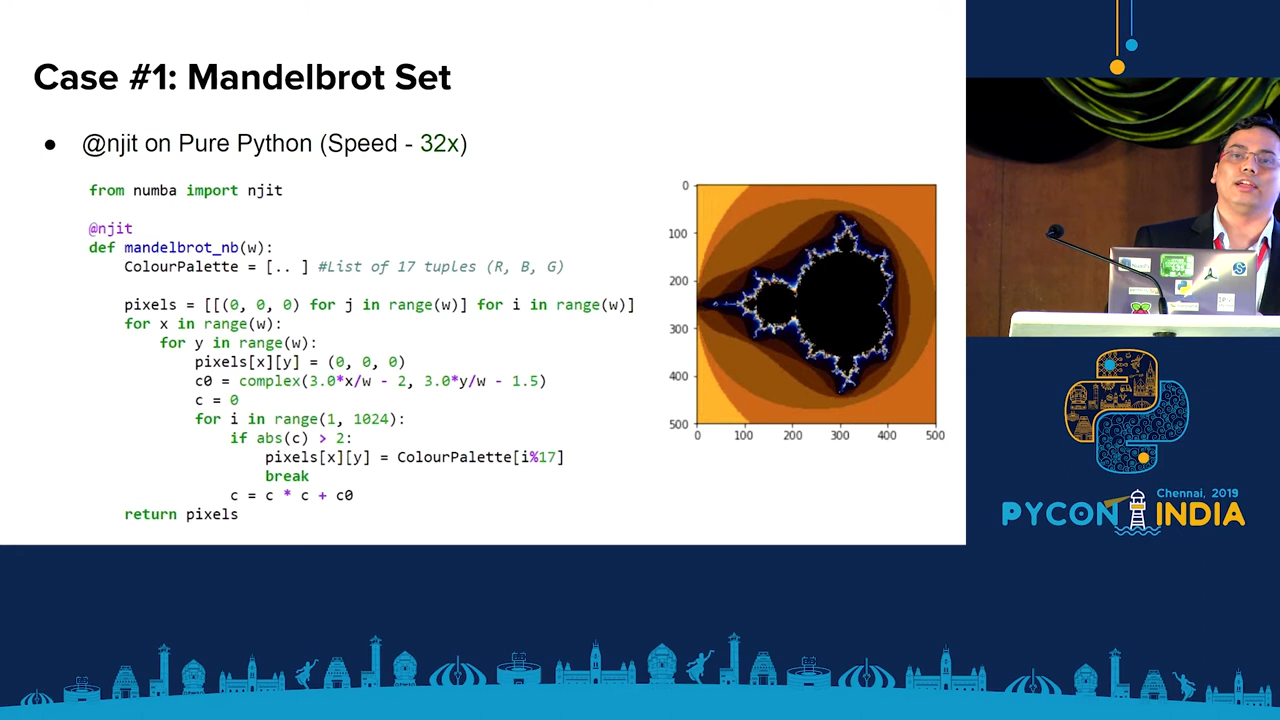 Case #1: Mandelbrot Set
● @njit on Pure Python (Speed - 32x)
from numba import njit
@njit
def mandelbrot_nb(w):
ColourPalette = [.. ] #List of 17 tuples (R, B, G)
pixels = [[(0, 0, 0) for j in range(w)] for i in range(w)]
for x in range(w):
for y in range(w):
pixels[x][y] = (0, 0, 0)
c0 = complex(3.0*x/w - 2, 3.0*y/w - 1.5)
c = 0
for i in range(1, 1024):
if abs(c) > 2:
pixels[x][y] = ColourPalette[i%17]
break
c = c * c + c0
return pixels
0
100
200
300
400
500
0 100 200 300 400 500
Chennai, 2019
PYCON INDIA